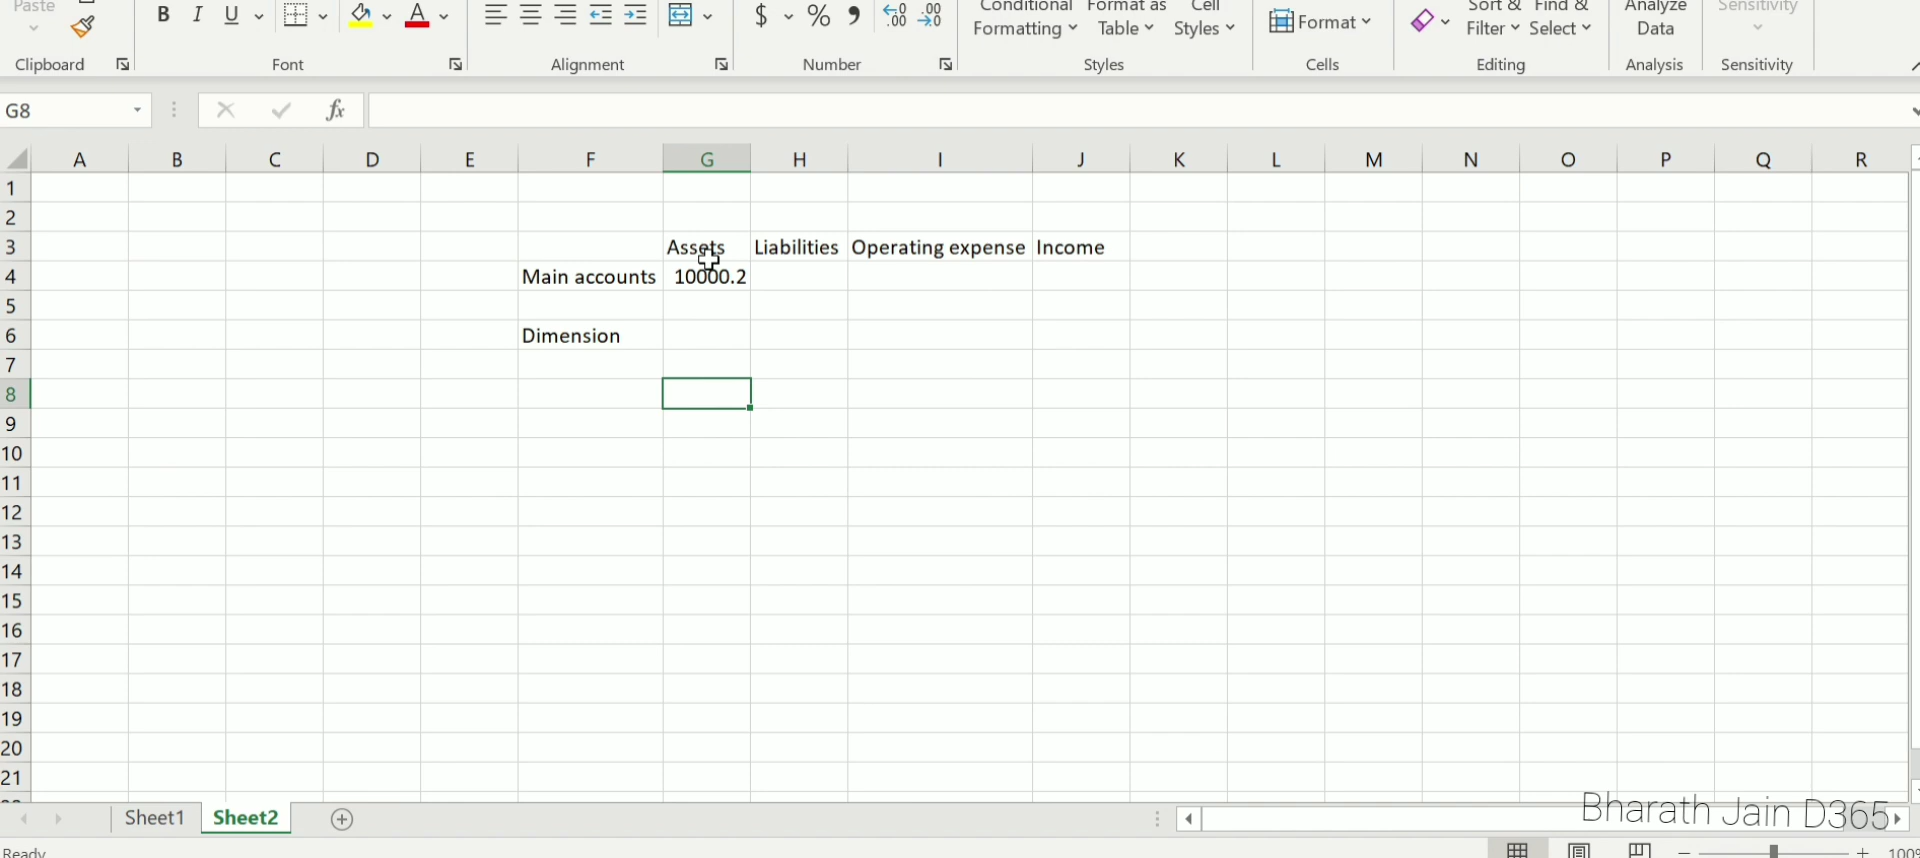 Paste
B I U A $ % 9 .00 .00
Conditional Formatting
Format as Table
Cell Styles
Format
Sort & Filter
Find & Select
Analyze Data
Sensitivity
Clipboard Font Alignment Number Styles Cells Editing Analysis Sensitivity
G8 fx
A B C D E F G H I J K L M N O P Q R
1
2
3 Assets Liabilities Operating expense Income
4 Main accounts 10000.2
5
6 Dimension
7
8
9
10
11
12
13
14
15
16
17
18
19
20
21
Sheet1 Sheet2
Bharath Jain D365
Ready